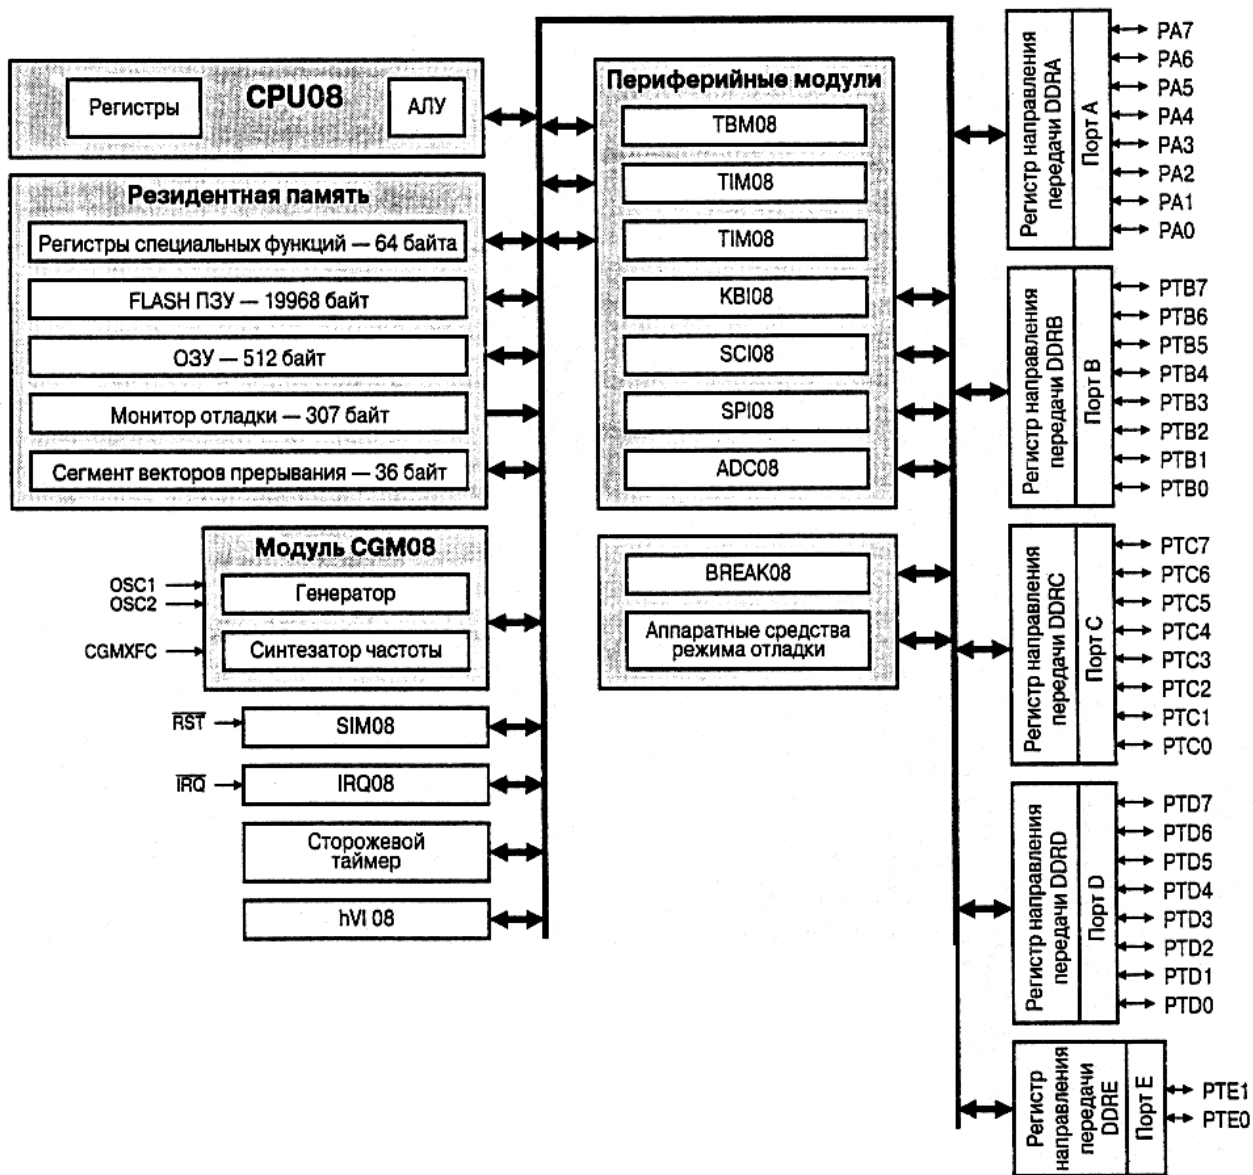 CPU08
Регистры
АЛУ
Резидентная память
Регистры специальных функций — 64 байта
FLASH ПЗУ — 19968 байт
ОЗУ — 512 байт
Монитор отладки — 307 байт
Сегмент векторов прерывания — 36 байт
Модуль CGM08
OSC1
OSC2
Генератор
CGMXFC
Синтезатор частоты
RST
SIM08
IRQ
IRQ08
Сторожевой
таймер
hVI 08
Периферийные модули
TBM08
TIM08
TIM08
KBI08
SCI08
SPI08
ADC08
BREAK08
Аппаратные средства
режима отладки
Регистр направления
передачи DDRA
Порт A
PA7
PA6
PA5
PA4
PA3
PA2
PA1
PA0
Регистр направления
передачи DDRB
Порт B
PTB7
PTB6
PTB5
PTB4
PTB3
PTB2
PTB1
PTB0
Регистр направления
передачи DDRC
Порт C
PTC7
PTC6
PTC5
PTC4
PTC3
PTC2
PTC1
PTC0
Регистр направления
передачи DDRD
Порт D
PTD7
PTD6
PTD5
PTD4
PTD3
PTD2
PTD1
PTD0
Регистр
направления
передачи
DDRE
Порт E
PTE1
PTE0